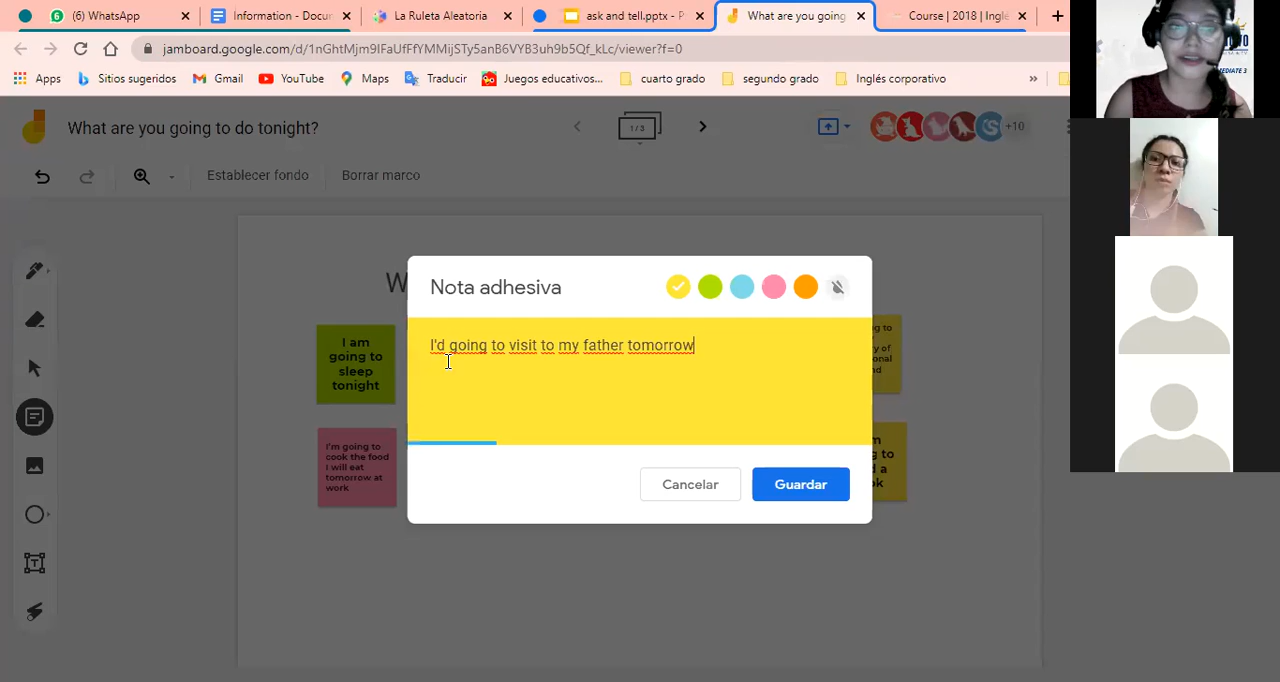 (6) WhatsApp
Information - Docur
La Ruleta Aleatoria
ask and tell.pptx - P
What are you going
Course | 2018 | Inglé
jamboard.google.com/d/1nGhtMjm9IFaUfFfYMMijSTy5anB6VYB3uh9b5Qf_kLc/viewer?f=0
Apps
Sitios sugeridos
Gmail
YouTube
Maps
Traducir
Juegos educativos...
cuarto grado
segundo grado
Inglés corporativo
»
MEDIATE 3
What are you going to do tonight?
1/3
+10
Establecer fondo
Borrar marco
W
Nota adhesiva
I'd going to visit to my father tomorrow
Cancelar
Guardar
I am
going to
sleep
tonight
I'm going to
cook the food
I will eat
tomorrow at
work